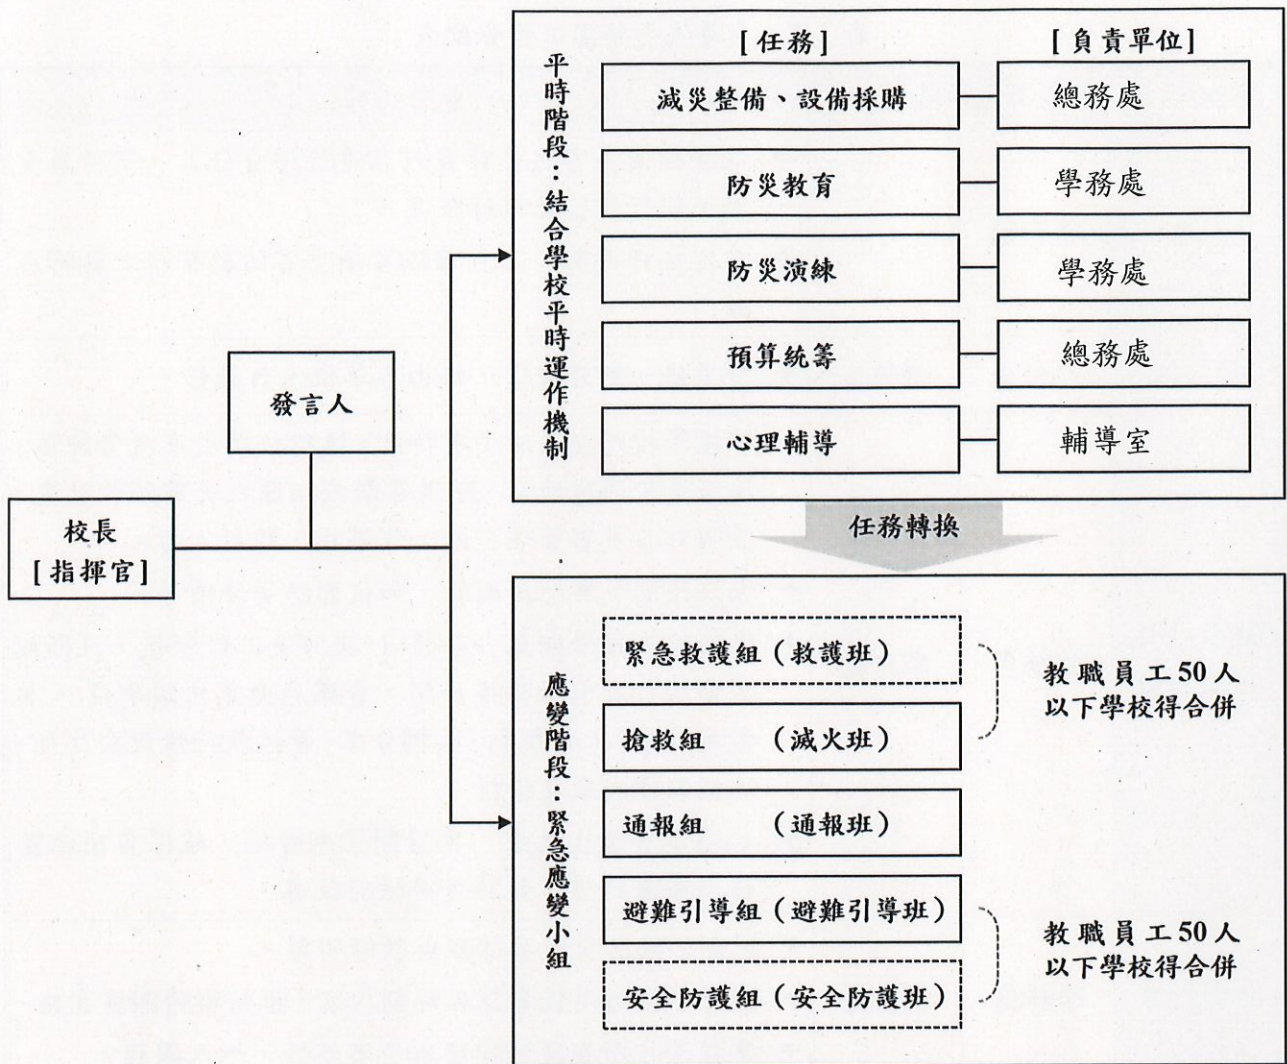 [任務] [負責單位]
平時階段：結合學校平時運作機制
減災整備、設備採購 總務處
防災教育 學務處
防災演練 學務處
預算統籌 總務處
心理輔導 輔導室
發言人
校長
[指揮官]
任務轉換
應變階段：緊急應變小組
緊急救護組（救護班）
搶救組 （滅火班）
教職員工50人
以下學校得合併
通報組 （通報班）
避難引導組（避難引導班）
安全防護組（安全防護班）
教職員工50人
以下學校得合併